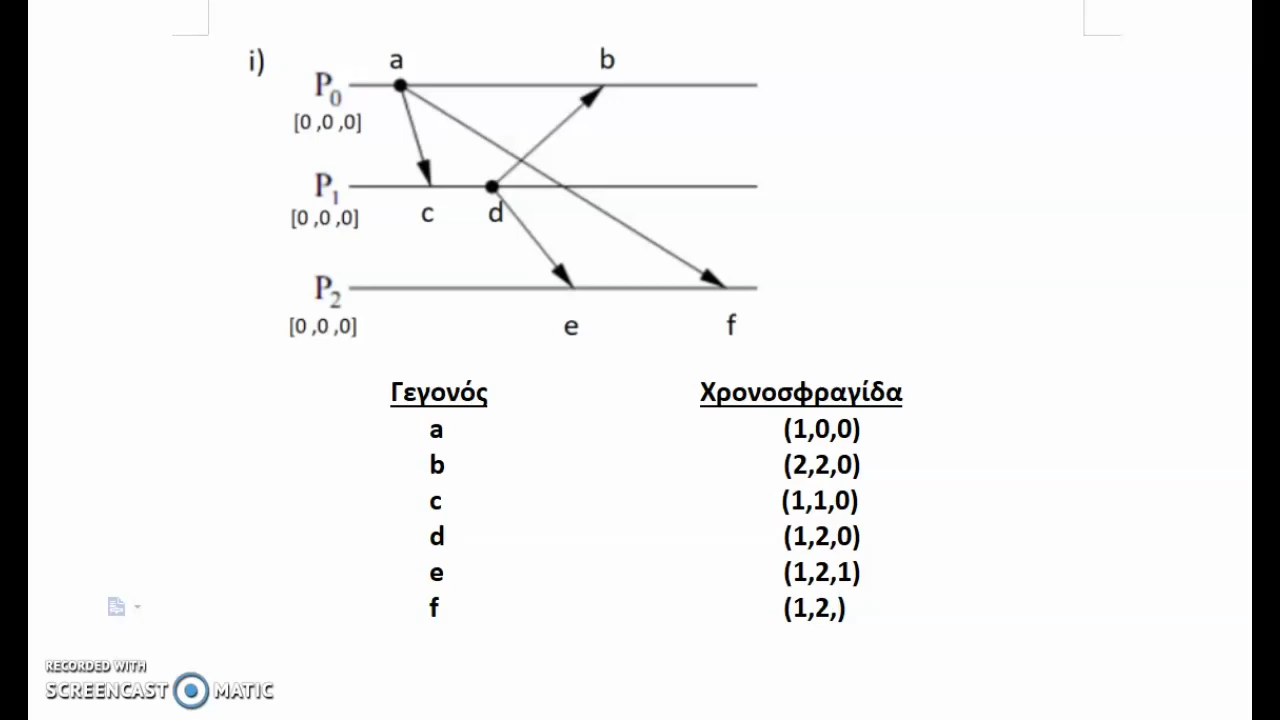 i)
a b
P0
[0 ,0 ,0]
P1
[0 ,0 ,0]
c d
P2
[0 ,0 ,0]
e f
Γεγονός Χρονοσφραγίδα
a (1,0,0)
b (2,2,0)
c (1,1,0)
d (1,2,0)
e (1,2,1)
f (1,2,)
RECORDED WITH
SCREENCAST MATIC